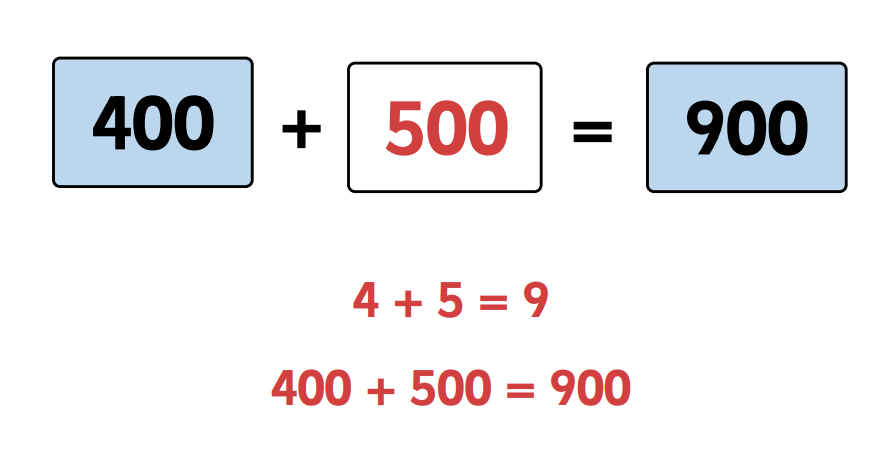 400 + 500 = 900
4 + 5 = 9
400 + 500 = 900